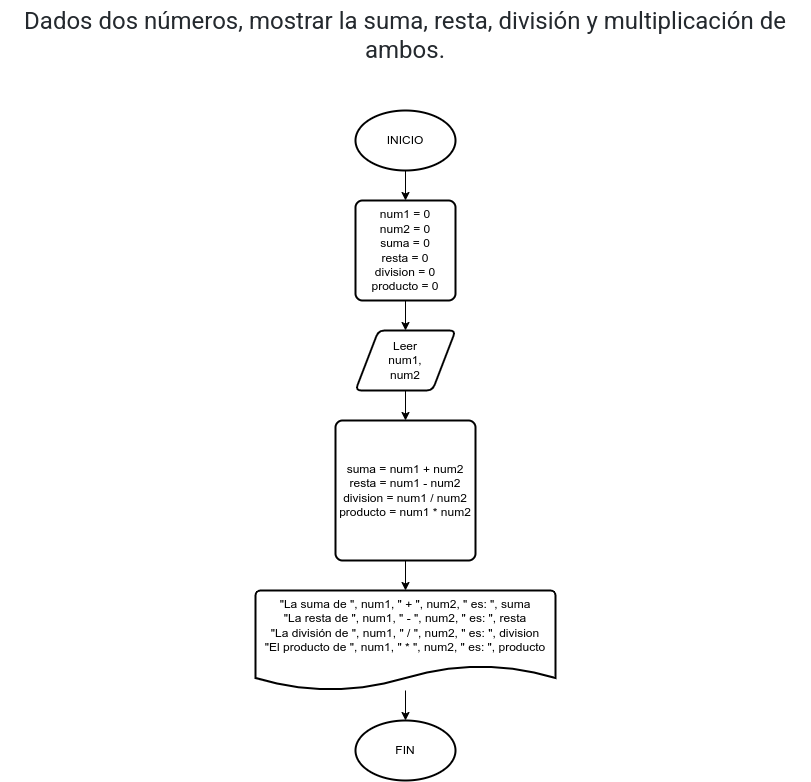 Dados dos números, mostrar la suma, resta, división y multiplicación de
ambos.
INICIO
num1 = 0
num2 = 0
suma = 0
resta = 0
division = 0
producto = 0
Leer
num1,
num2
suma = num1 + num2
resta = num1 - num2
division = num1 / num2
producto = num1 * num2
"La suma de ", num1, " + ", num2, " es: ", suma
"La resta de ", num1, " - ", num2, " es: ", resta
"La división de ", num1, " / ", num2, " es: ", division
"El producto de ", num1, " * ", num2, " es: ", producto
FIN